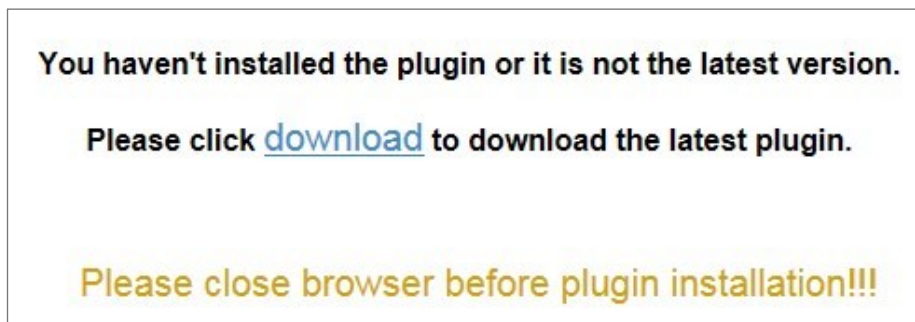 You haven't installed the plugin or it is not the latest version.
Please click download to download the latest plugin.
Please close browser before plugin installation!!!